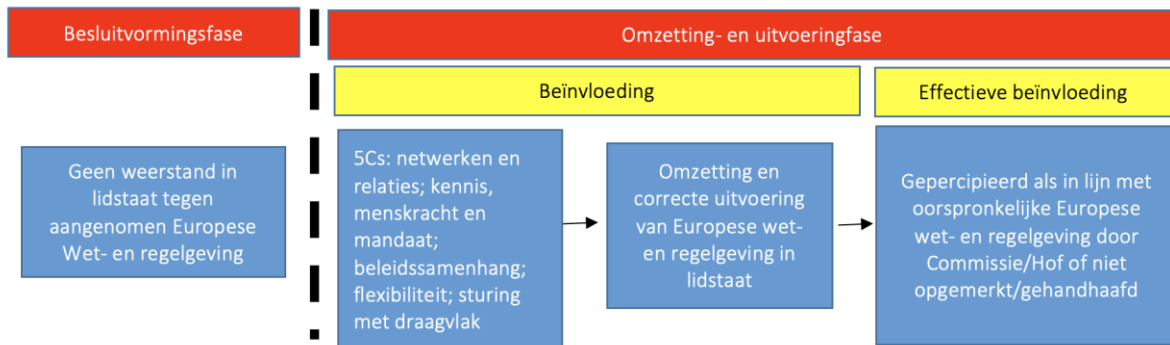 Besluitvormingsfase
Omzetting- en uitvoeringfase
Beïnvloeding
Effectieve beïnvloeding
Geen weerstand in
lidstaat tegen
aangenomen Europese
Wet- en regelgeving
5Cs: netwerken en
relaties; kennis,
menskracht en
mandaat;
beleidssamenhang;
flexibiliteit; sturing
met draagvlak
Omzetting en
correcte uitvoering
van Europese wet-
en regelgeving in
lidstaat
Gepercipieerd als in lijn met
oorspronkelijke Europese
wet- en regelgeving door
Commissie/Hof of niet
opgemerkt/gehandhaafd